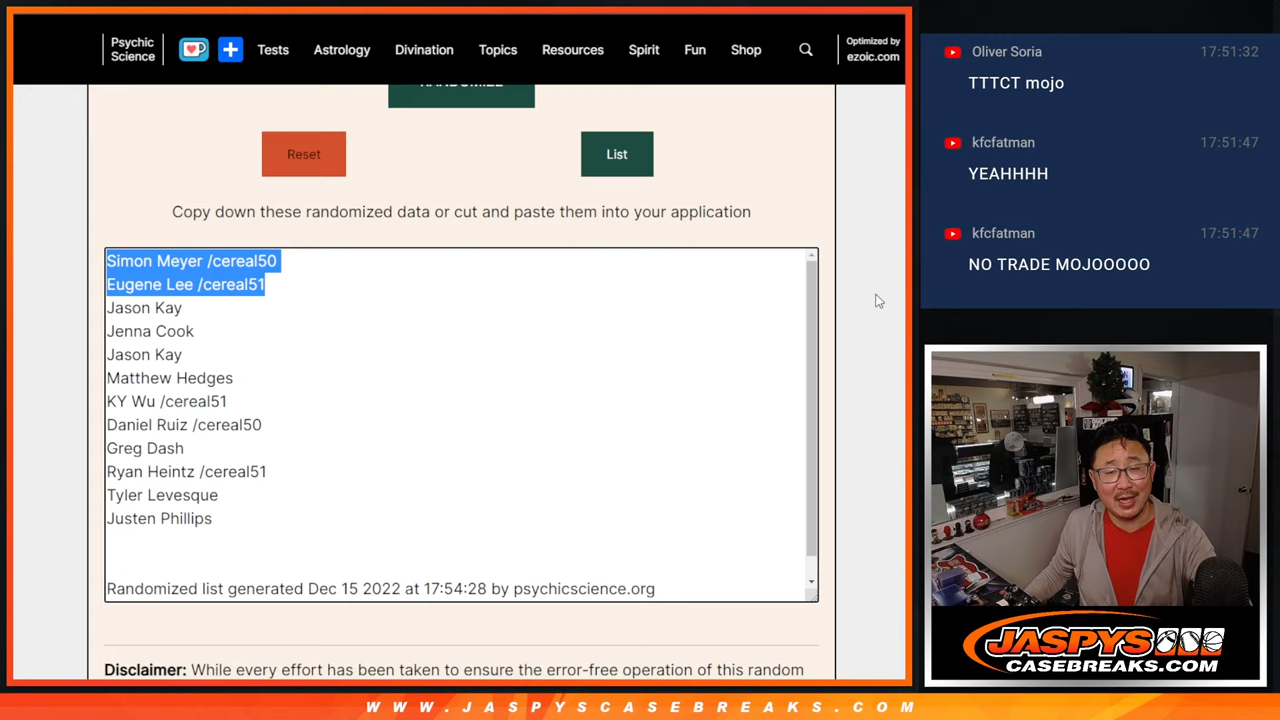 Psychic
Science
Tests
Astrology
Divination
Topics
Resources
Spirit
Fun
Shop
Optimized by
ezoic.com
RANDOMIZE
Reset
List
Copy down these randomized data or cut and paste them into your application
Simon Meyer /cereal50
Eugene Lee /cereal51
Jason Kay
Jenna Cook
Jason Kay
Matthew Hedges
KY Wu /cereal51
Daniel Ruiz /cereal50
Greg Dash
Ryan Heintz /cereal51
Tyler Levesque
Justen Phillips
Randomized list generated Dec 15 2022 at 17:54:28 by psychicscience.org
Disclaimer: While every effort has been taken to ensure the error-free operation of this random
Oliver Soria 17:51:32
TTTCT mojo
kfcfatman 17:51:47
YEAHHHH
kfcfatman 17:51:47
NO TRADE MOJOOOOO
JASPYS
CASEBREAKS.COM
WWW.JASPYSCASEBREAKS.COM